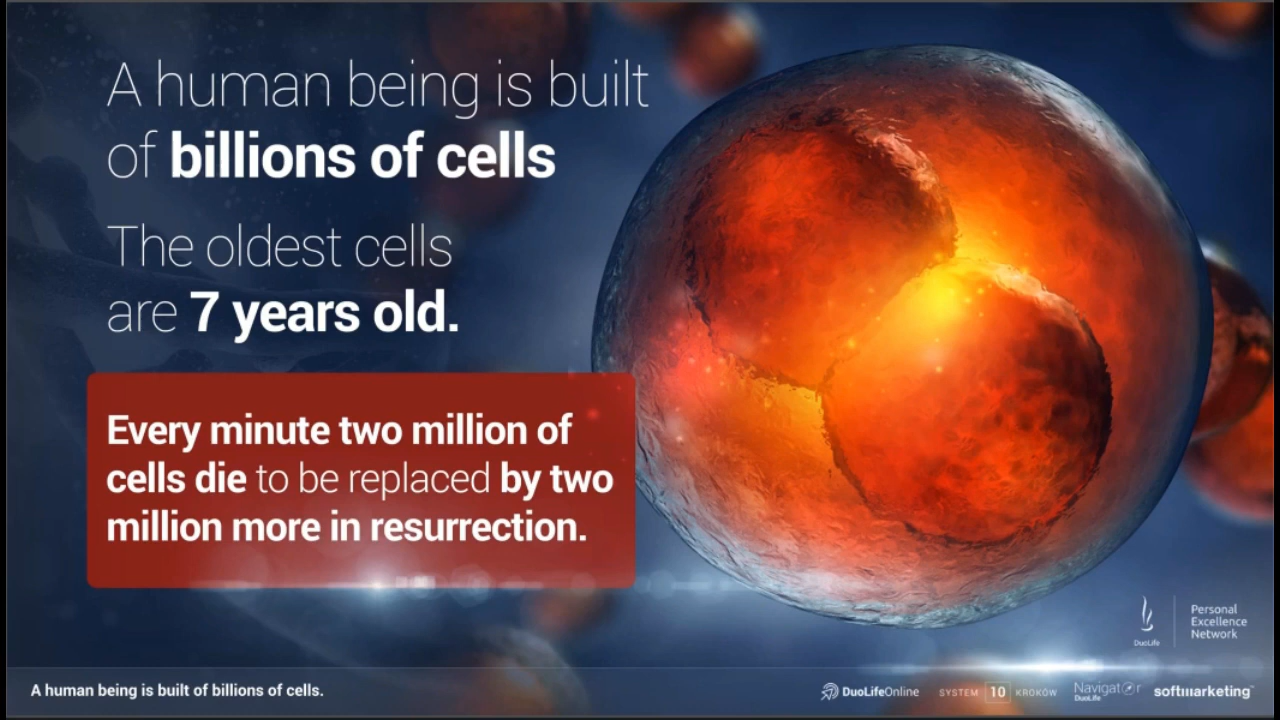 A human being is built
of billions of cells
The oldest cells
are 7 years old.
Every minute two million of
cells die to be replaced by two
million more in resurrection.
DuoLife
Personal
Excellence
Network
A human being is built of billions of cells.
DuoLifeOnline
SYSTEM 10 KROKÓW
Navigator
DuoLife
softmarketing